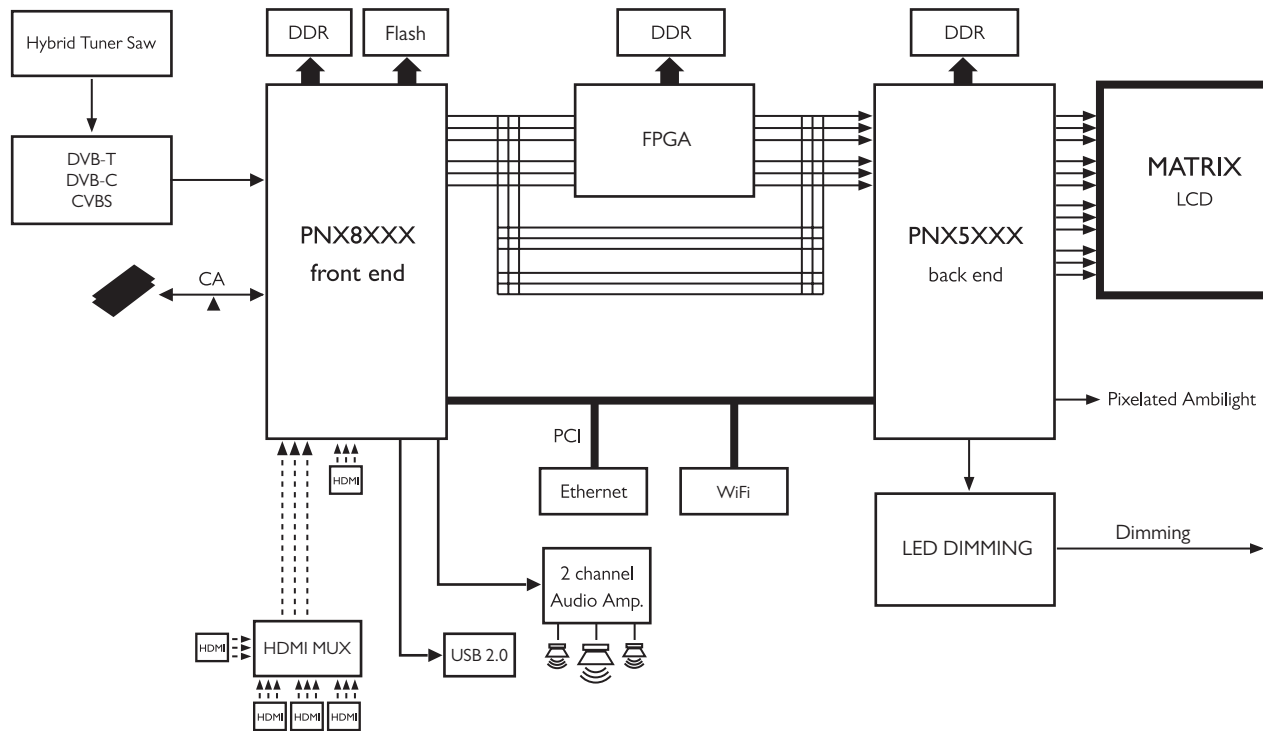 Hybrid Tuner Saw
DDR
Flash
DDR
DDR
DVB-T
DVB-C
CVBS
FPGA
MATRIX
LCD
PNX8XXX
front end
PNX5XXX
back end
CA
Pixelated Ambilight
PCI
HDMI
Ethernet
WiFi
LED DIMMING
Dimming
2 channel
Audio Amp.
HDMI
HDMI MUX
USB 2.0
HDMI
HDMI
HDMI